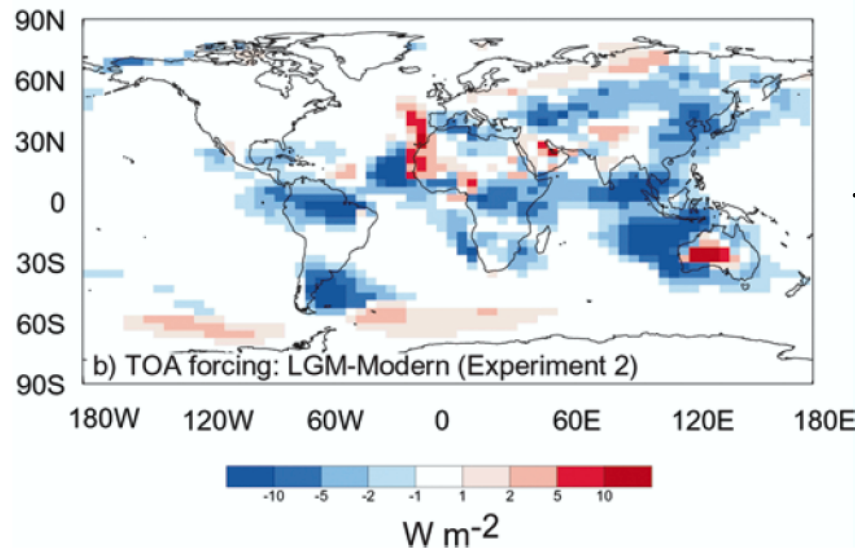 90N
60N
30N
0
30S
60S
90S
b) TOA forcing: LGM-Modern (Experiment 2)
180W 120W 60W 0 60E 120E 180E
-10 -5 -2 -1 1 2 5 10
W m-2